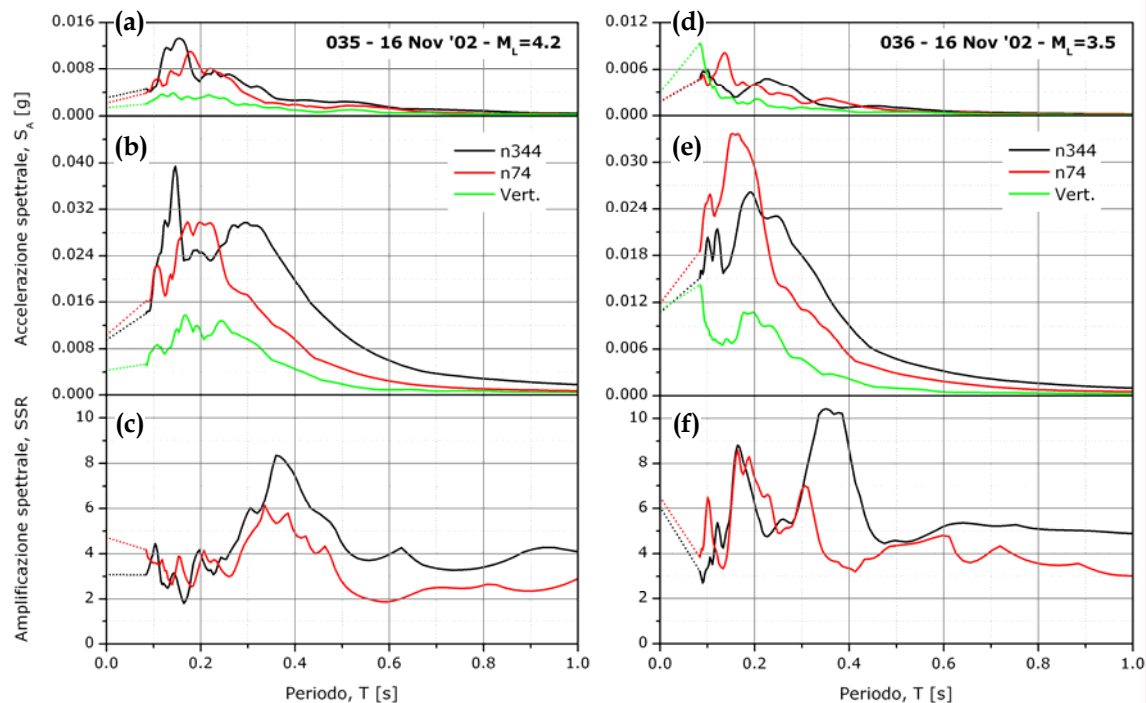 (a)
035 - 16 Nov '02 - M_L=4.2
0.016
0.008
0.000
(b)
n344
n74
Vert.
0.040
0.032
0.024
0.016
0.008
0.000
Accelerazione spettrale, S_A [g]
(c)
10
8
6
4
2
0
Amplificazione spettrale, SSR
0.0 0.2 0.4 0.6 0.8 1.0
Periodo, T [s]
(d)
036 - 16 Nov '02 - M_L=3.5
0.012
0.006
0.000
(e)
n344
n74
Vert.
0.030
0.024
0.018
0.012
0.006
0.000
(f)
10
8
6
4
2
0
0.0 0.2 0.4 0.6 0.8 1.0
Periodo, T [s]